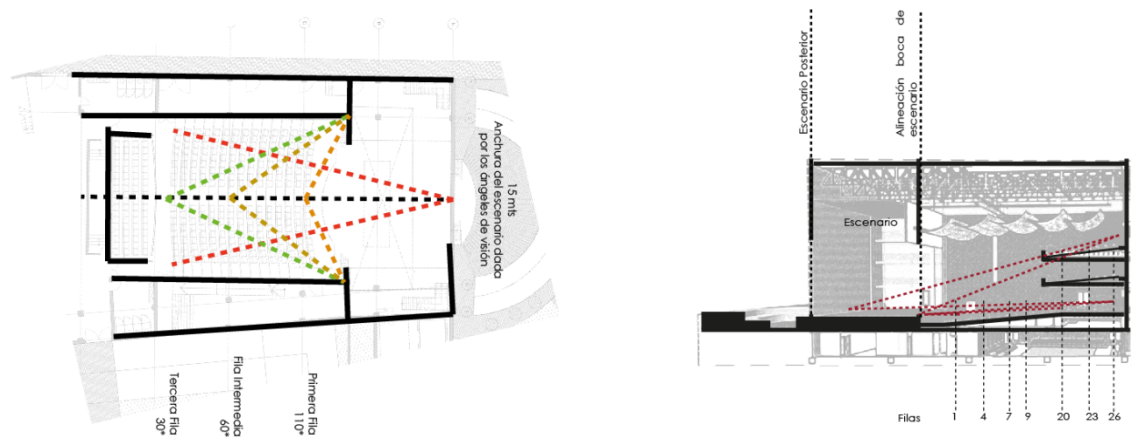 15 mts
Anchura del escenario dada
por los ángeles de visión
Primera Fila
110°
Fila Intermedia
60°
Tercera Fila
30°
Escenario Posterior
Alineación boca de
escenario
Escenario
Filas
1
4
7
9
20
23
26